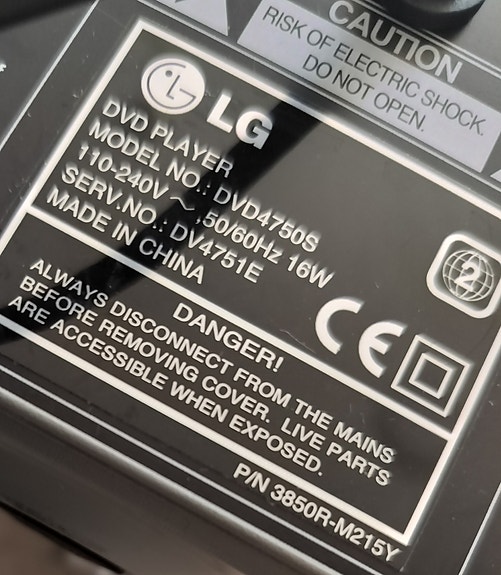 CAUTION
RISK OF ELECTRIC SHOCK.
DO NOT OPEN.
LG
DVD PLAYER
MODEL NO.: DVD4750S
110-240V ~ 50/60Hz 16W
SERV.NO.: DV4751E
MADE IN CHINA
2
CE
DANGER!
ALWAYS DISCONNECT FROM THE MAINS
BEFORE REMOVING COVER. LIVE PARTS
ARE ACCESSIBLE WHEN EXPOSED.
P/N 3850R-M215Y